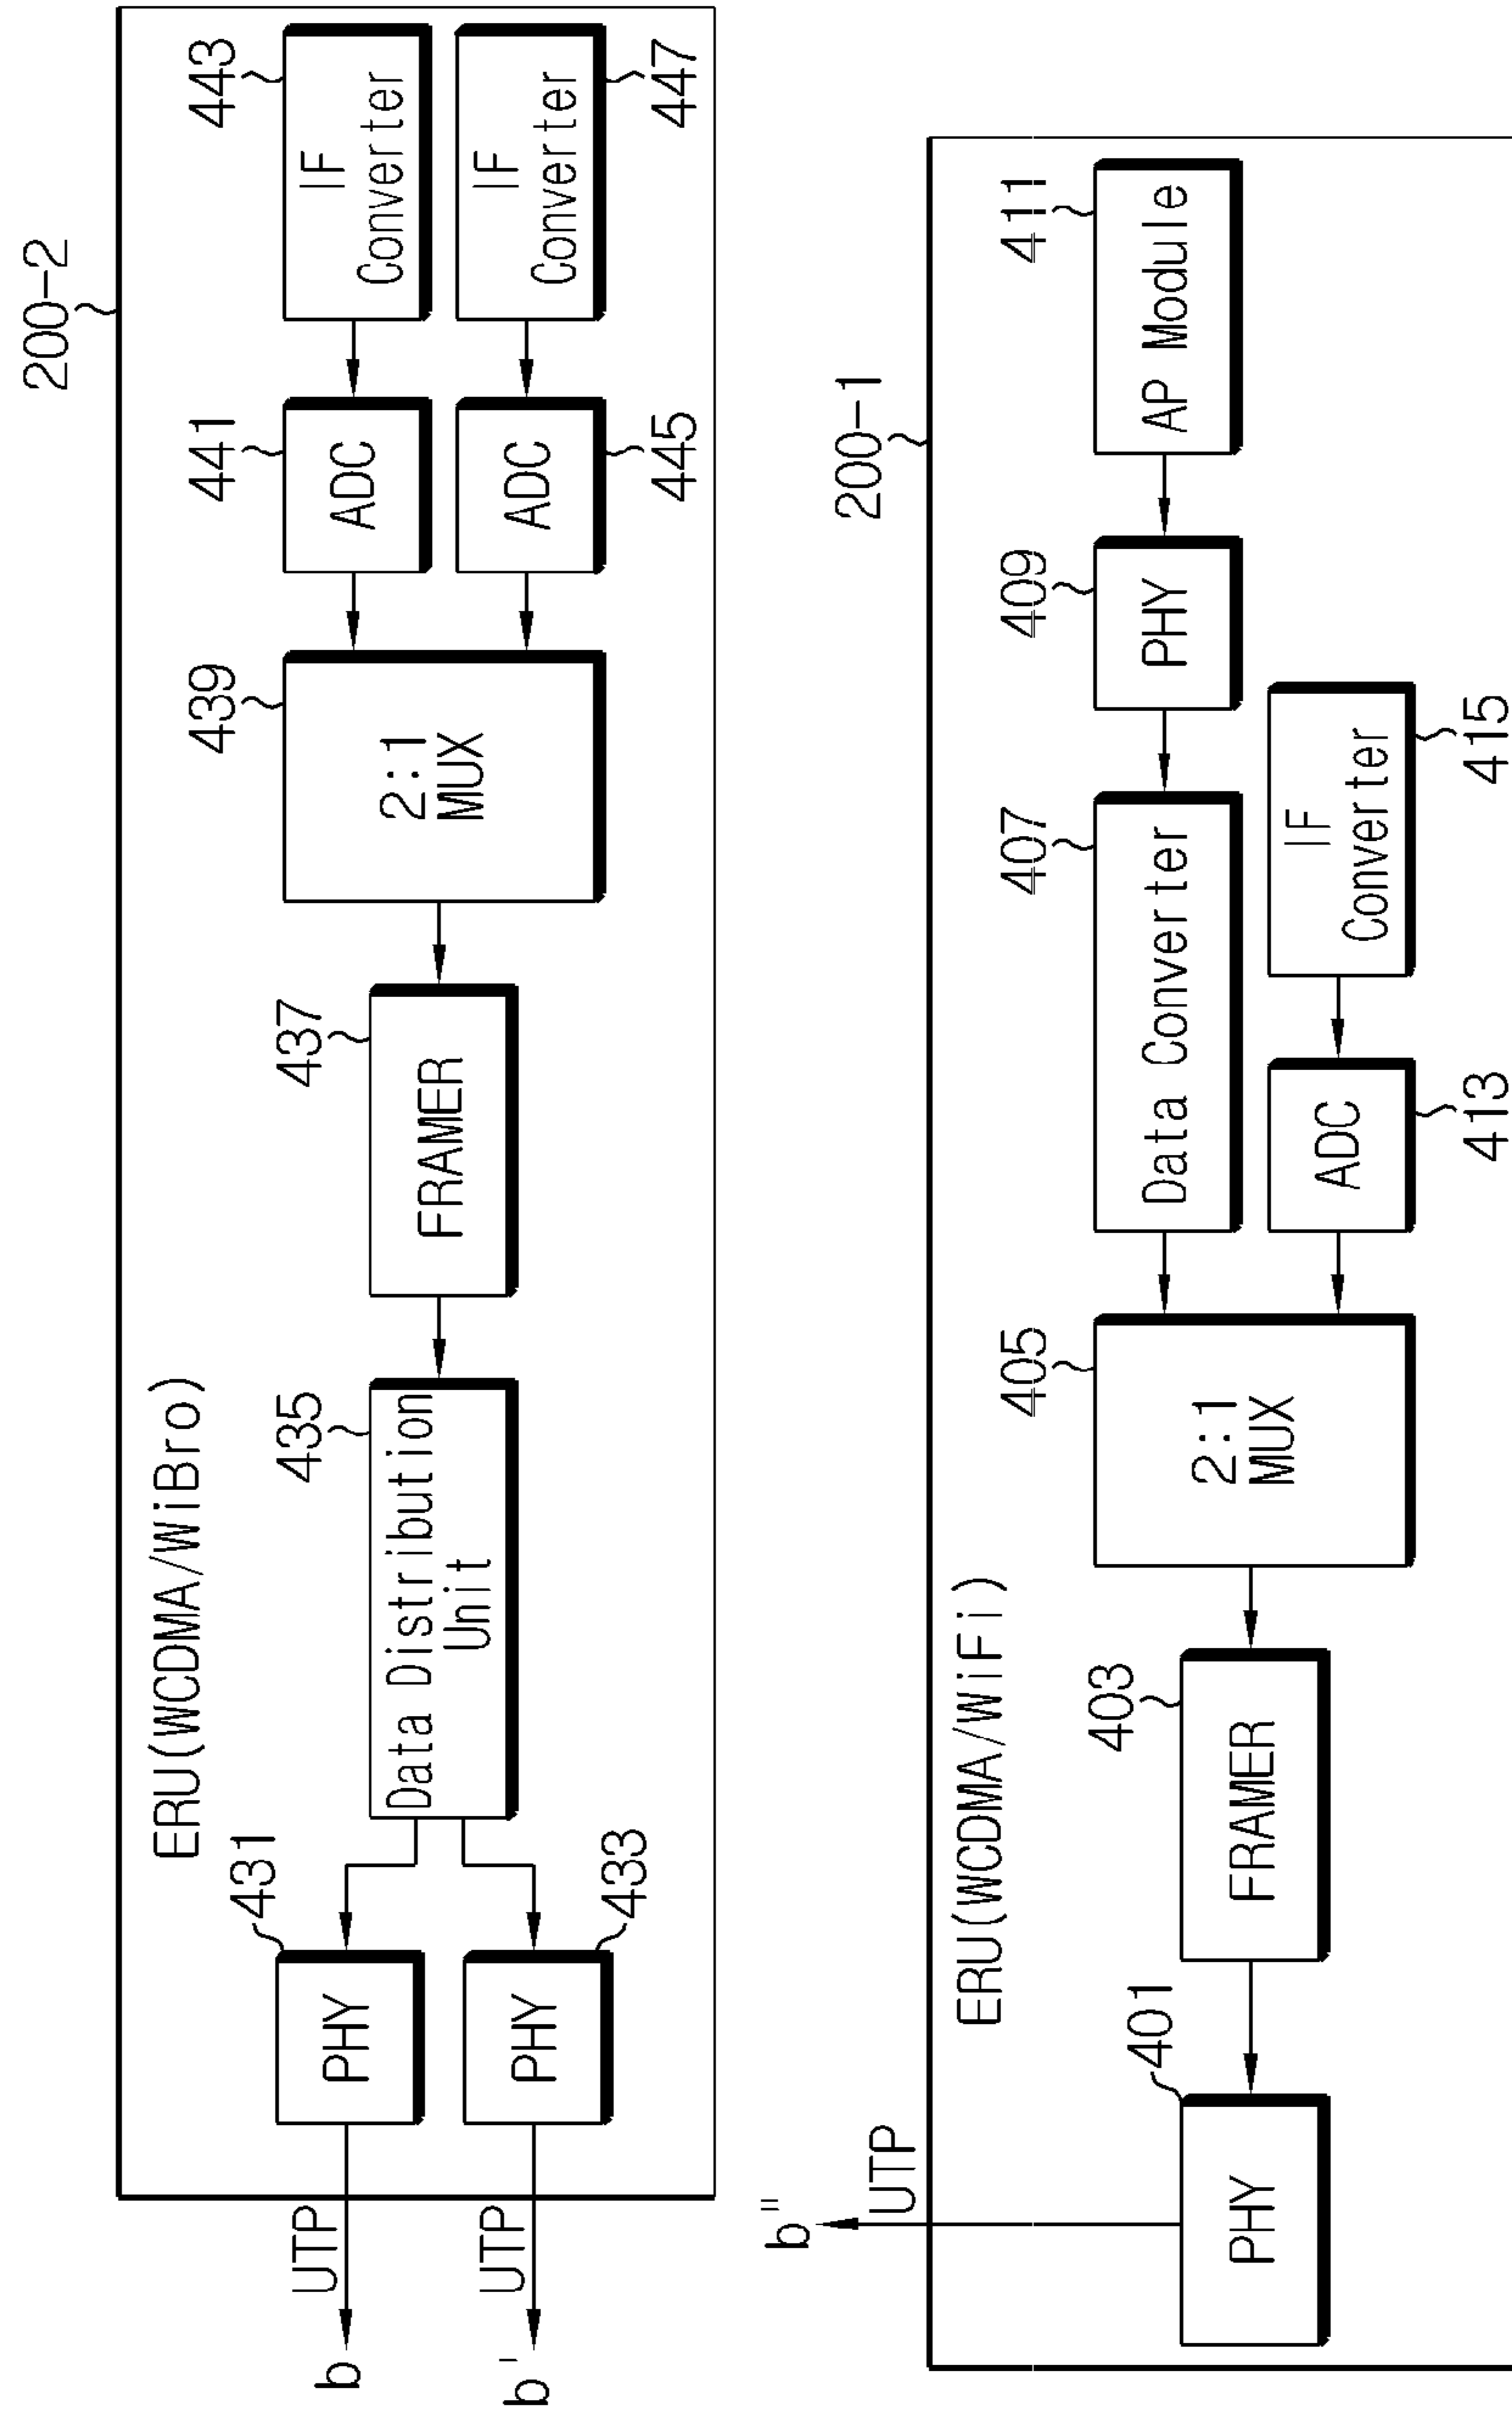 200-2
ERU(WCDMA/WiBro)
b
UTP
431
PHY
b'
UTP
433
PHY
435
Data Distribution
Unit
437
FRAMER
439
2:1
MUX
441
ADC
443
IF
Converter
445
ADC
447
IF
Converter
200-1
ERU(WCDMA/WiFi)
b"
UTP
401
PHY
403
FRAMER
405
2:1
MUX
407
Data Converter
409
PHY
411
AP Module
413
ADC
415
IF
Converter